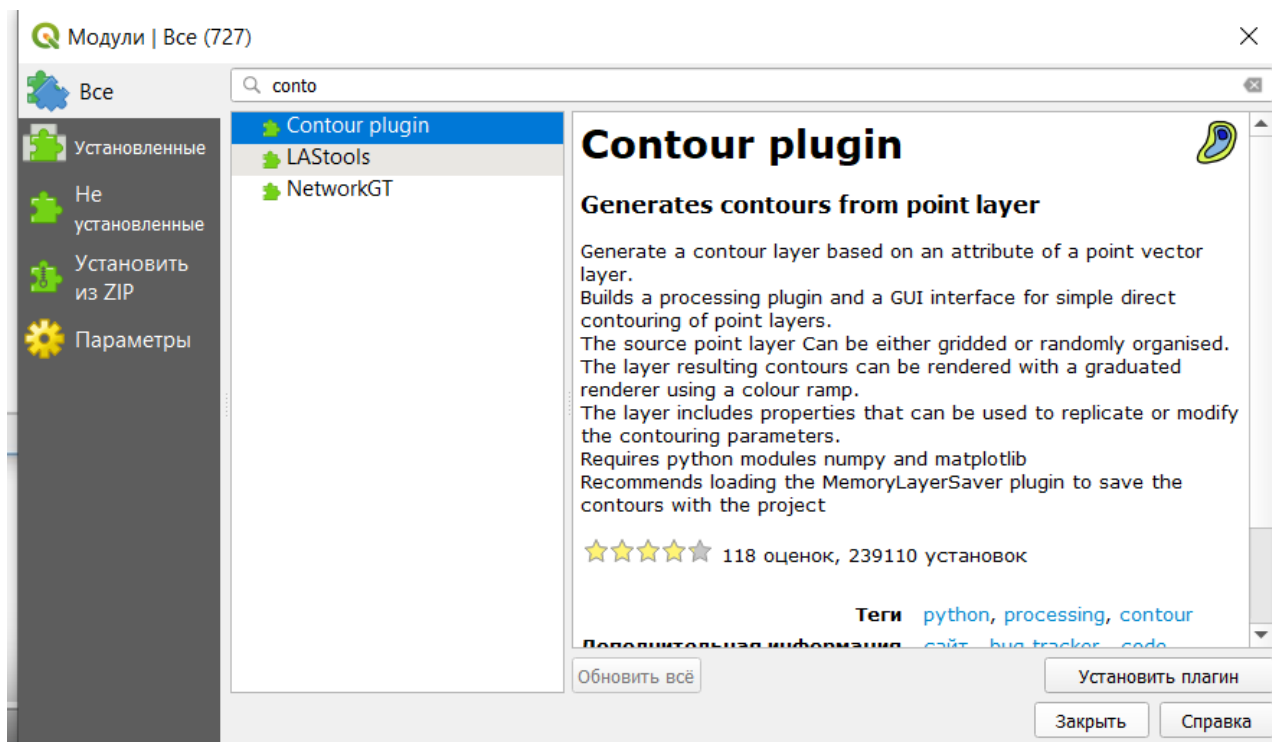 Модули | Все (727)
Все
conto
Установленные
Не
установленные
Установить
из ZIP
Параметры
Contour plugin
LAStools
NetworkGT
Contour plugin
Generates contours from point layer
Generate a contour layer based on an attribute of a point vector
layer.
Builds a processing plugin and a GUI interface for simple direct
contouring of point layers.
The source point layer Can be either gridded or randomly organised.
The layer resulting contours can be rendered with a graduated
renderer using a colour ramp.
The layer includes properties that can be used to replicate or modify
the contouring parameters.
Requires python modules numpy and matplotlib
Recommends loading the MemoryLayerSaver plugin to save the
contours with the project
118 оценок, 239110 установок
Теги python, processing, contour
Дополнительная информация сайт bug tracker code
Обновить всё
Установить плагин
Закрыть
Справка